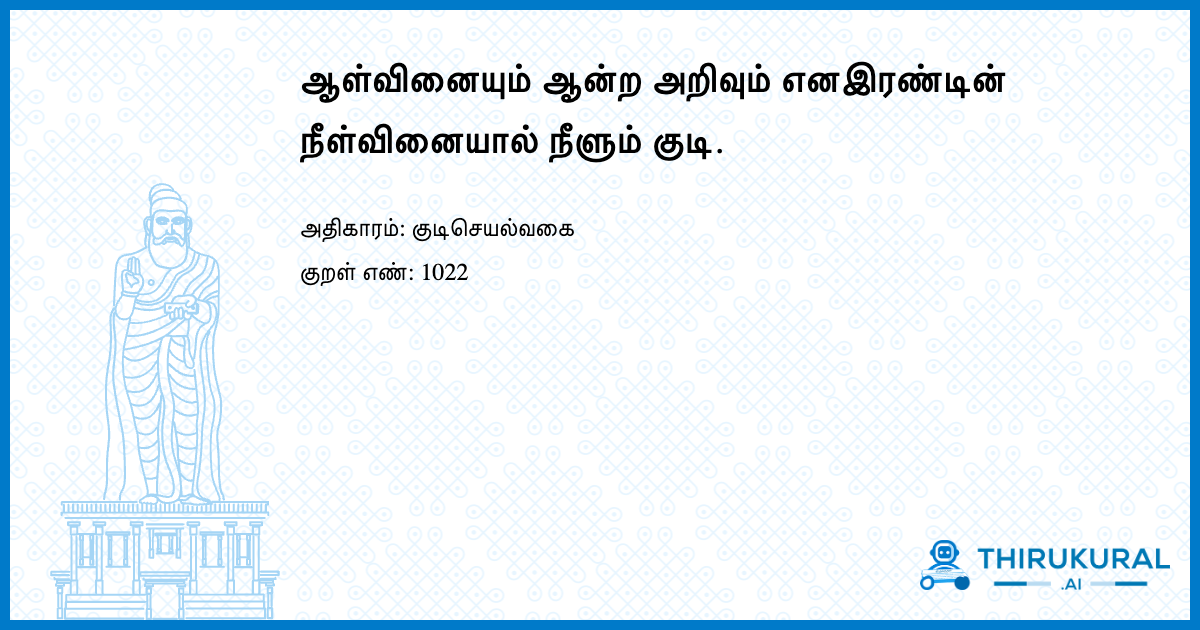 ஆள்வினையும் ஆன்ற அறிவும் எனஇரண்டின்
நீள்வினையால் நீளும் குடி.
அதிகாரம்: குடிசெயல்வகை
குறள் எண்: 1022
THIRUKURAL
.AI